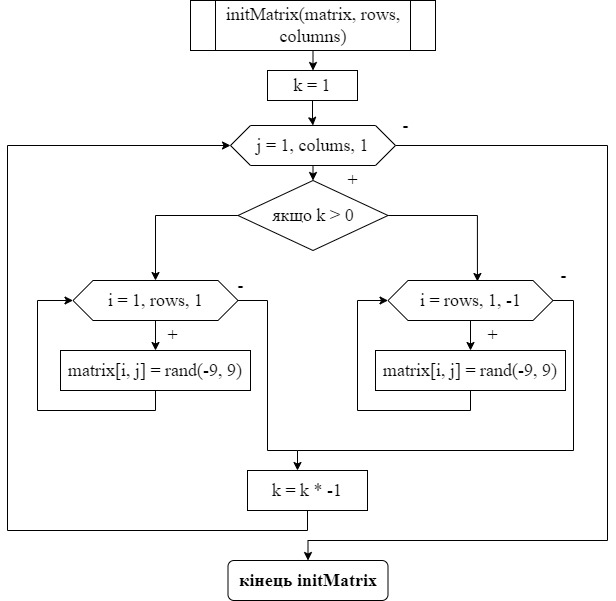 initMatrix(matrix, rows,
columns)
k = 1
j = 1, colums, 1
-
+
якщо k > 0
i = 1, rows, 1
-
i = rows, 1, -1
-
+
+
matrix[i, j] = rand(-9, 9)
matrix[i, j] = rand(-9, 9)
k = k * -1
кінець initMatrix